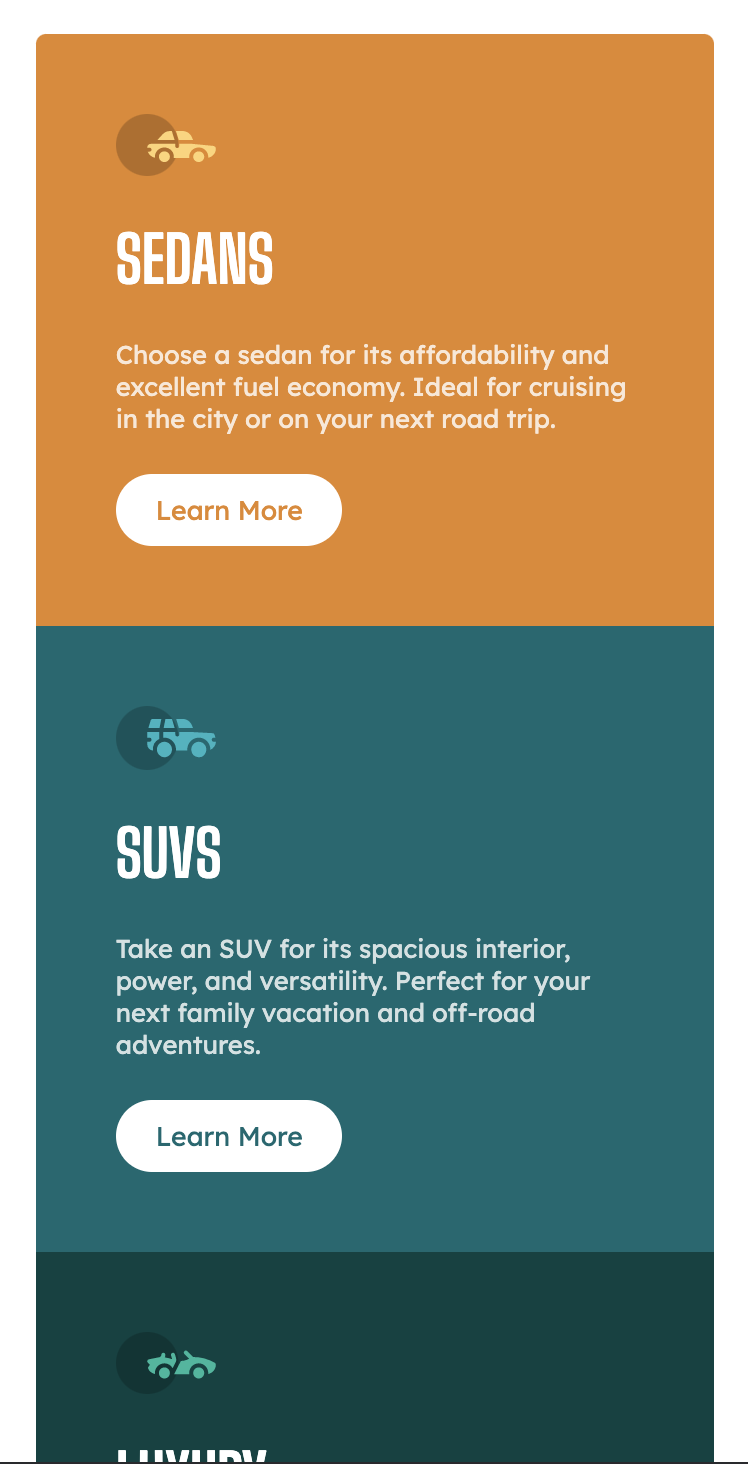 SEDANS
Choose a sedan for its affordability and
excellent fuel economy. Ideal for cruising
in the city or on your next road trip.
Learn More
SUVS
Take an SUV for its spacious interior,
power, and versatility. Perfect for your
next family vacation and off-road
adventures.
Learn More
LUXURY